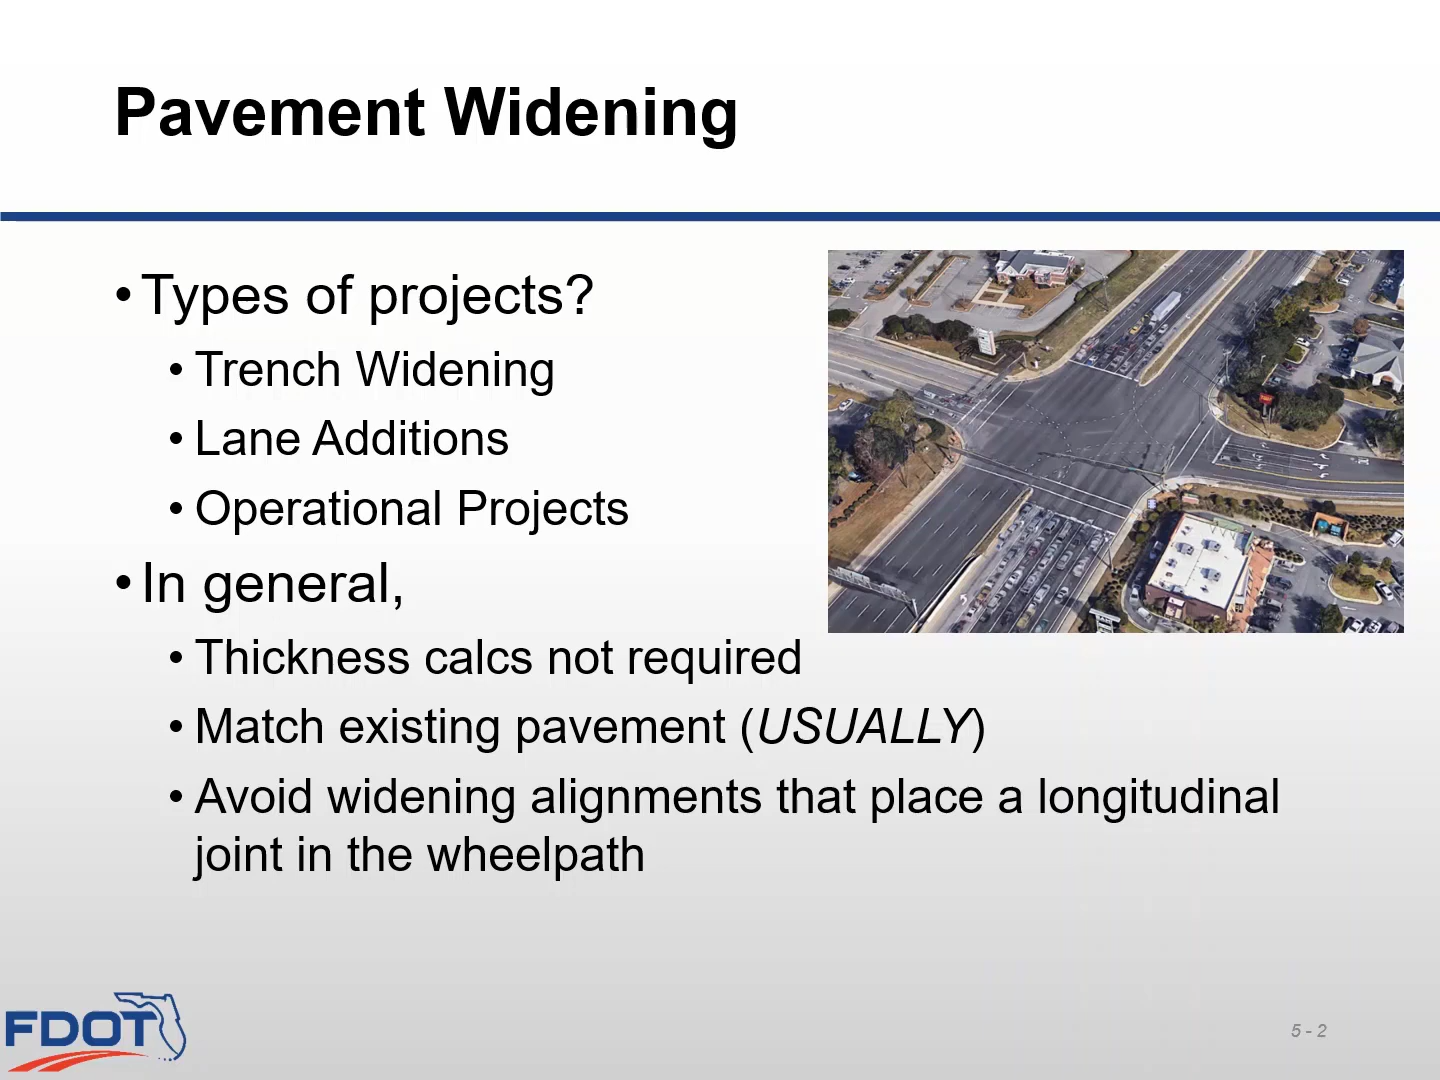 Pavement Widening
• Types of projects?
• Trench Widening
• Lane Additions
• Operational Projects
• In general,
• Thickness calcs not required
• Match existing pavement (USUALLY)
• Avoid widening alignments that place a longitudinal
joint in the wheelpath
FDOT
5 - 2